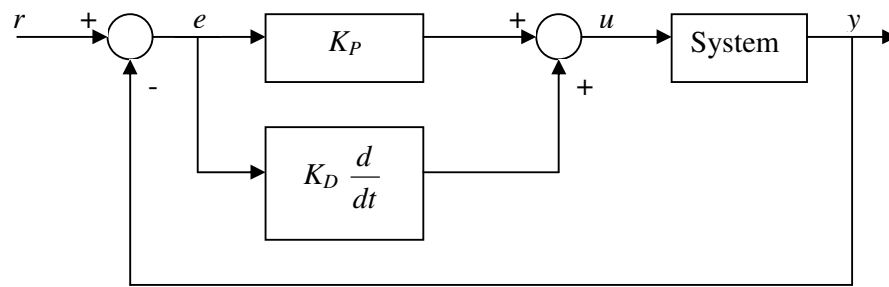 r + e K_P + u System y
- +
K_D d/dt